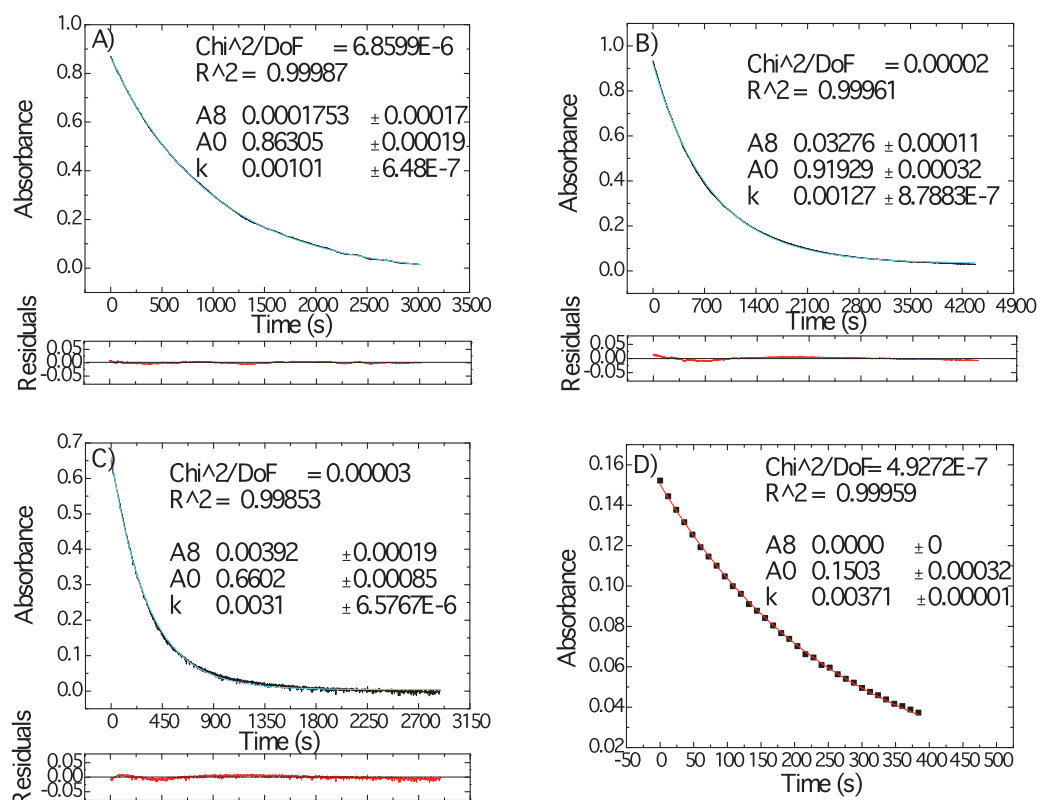 A)
Chi^2/DoF = 6.8599E-6
R^2 = 0.99987
A8 0.0001753 ±0.00017
A0 0.86305 ±0.00019
k 0.00101 ±6.48E-7
Absorbance
1.0
0.8
0.6
0.4
0.2
0.0
0 500 1000 1500 2000 2500 3000 3500
Time (s)
Residuals
0.05
0.00
-0.05
B)
Chi^2/DoF = 0.00002
R^2 = 0.99961
A8 0.03276 ±0.00011
A0 0.91929 ±0.00032
k 0.00127 ±8.7883E-7
Absorbance
1.0
0.8
0.6
0.4
0.2
0.0
0 700 1400 2100 2800 3500 4200 4900
Time (s)
Residuals
0.05
0.00
-0.05
C)
Chi^2/DoF = 0.00003
R^2 = 0.99853
A8 0.00392 ±0.00019
A0 0.6602 ±0.00085
k 0.0031 ±6.5767E-6
Absorbance
0.7
0.6
0.5
0.4
0.3
0.2
0.1
0.0
0 450 900 1350 1800 2250 2700 3150
Time (s)
Residuals
0.05
0.00
-0.05
D)
Chi^2/DoF= 4.9272E-7
R^2 = 0.99959
A8 0.0000 ±0
A0 0.1503 ±0.00032
k 0.00371 ±0.00001
Absorbance
0.16
0.14
0.12
0.10
0.08
0.06
0.04
0.02
-50 0 50 100 150 200 250 300 350 400 450 500
Time (s)